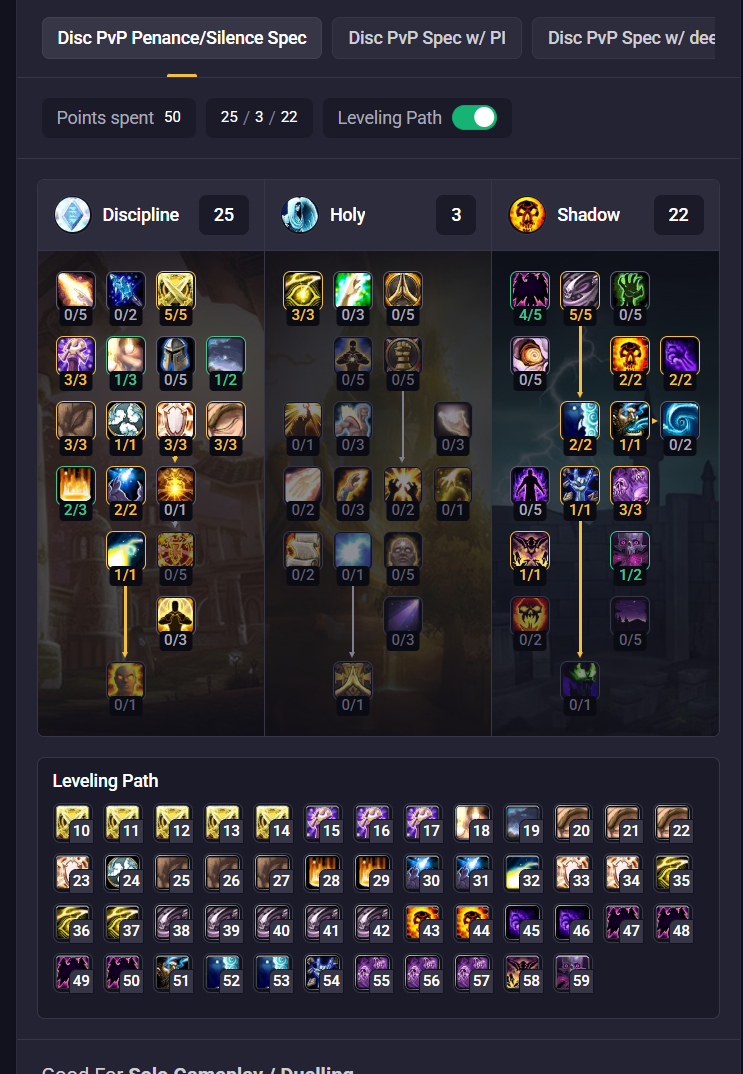 Disc PvP Penance/Silence Spec Disc PvP Spec w/ PI Disc PvP Spec w/ dee
Points spent 50 25 / 3 / 22 Leveling Path
Discipline 25 Holy 3 Shadow 22
0/5 0/2 5/5 3/3 0/3 0/5 4/5 5/5 0/5
3/3 1/3 0/5 1/2 0/5 0/5 0/5 2/2 2/2
3/3 1/1 3/3 3/3 0/1 0/3 0/3 2/2 1/1 0/2
2/3 2/2 0/1 0/2 0/3 0/2 0/1 0/5 1/1 3/3
1/1 0/5 0/2 0/1 0/5 1/1 1/2
0/3 0/3 0/2 0/5
0/1 0/1 0/1
Leveling Path
10 11 12 13 14 15 16 17 18 19 20 21 22
23 24 25 26 27 28 29 30 31 32 33 34 35
36 37 38 39 40 41 42 43 44 45 46 47 48
49 50 51 52 53 54 55 56 57 58 59
Good For Solo Gameplay / Duelling